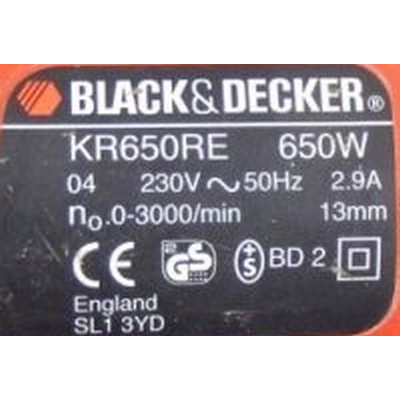 BLACK&DECKER®
KR650RE 650W
04 230V ~ 50Hz 2.9A
no.0-3000/min 13mm
CE GS +S BD 2
England
SL1 3YD